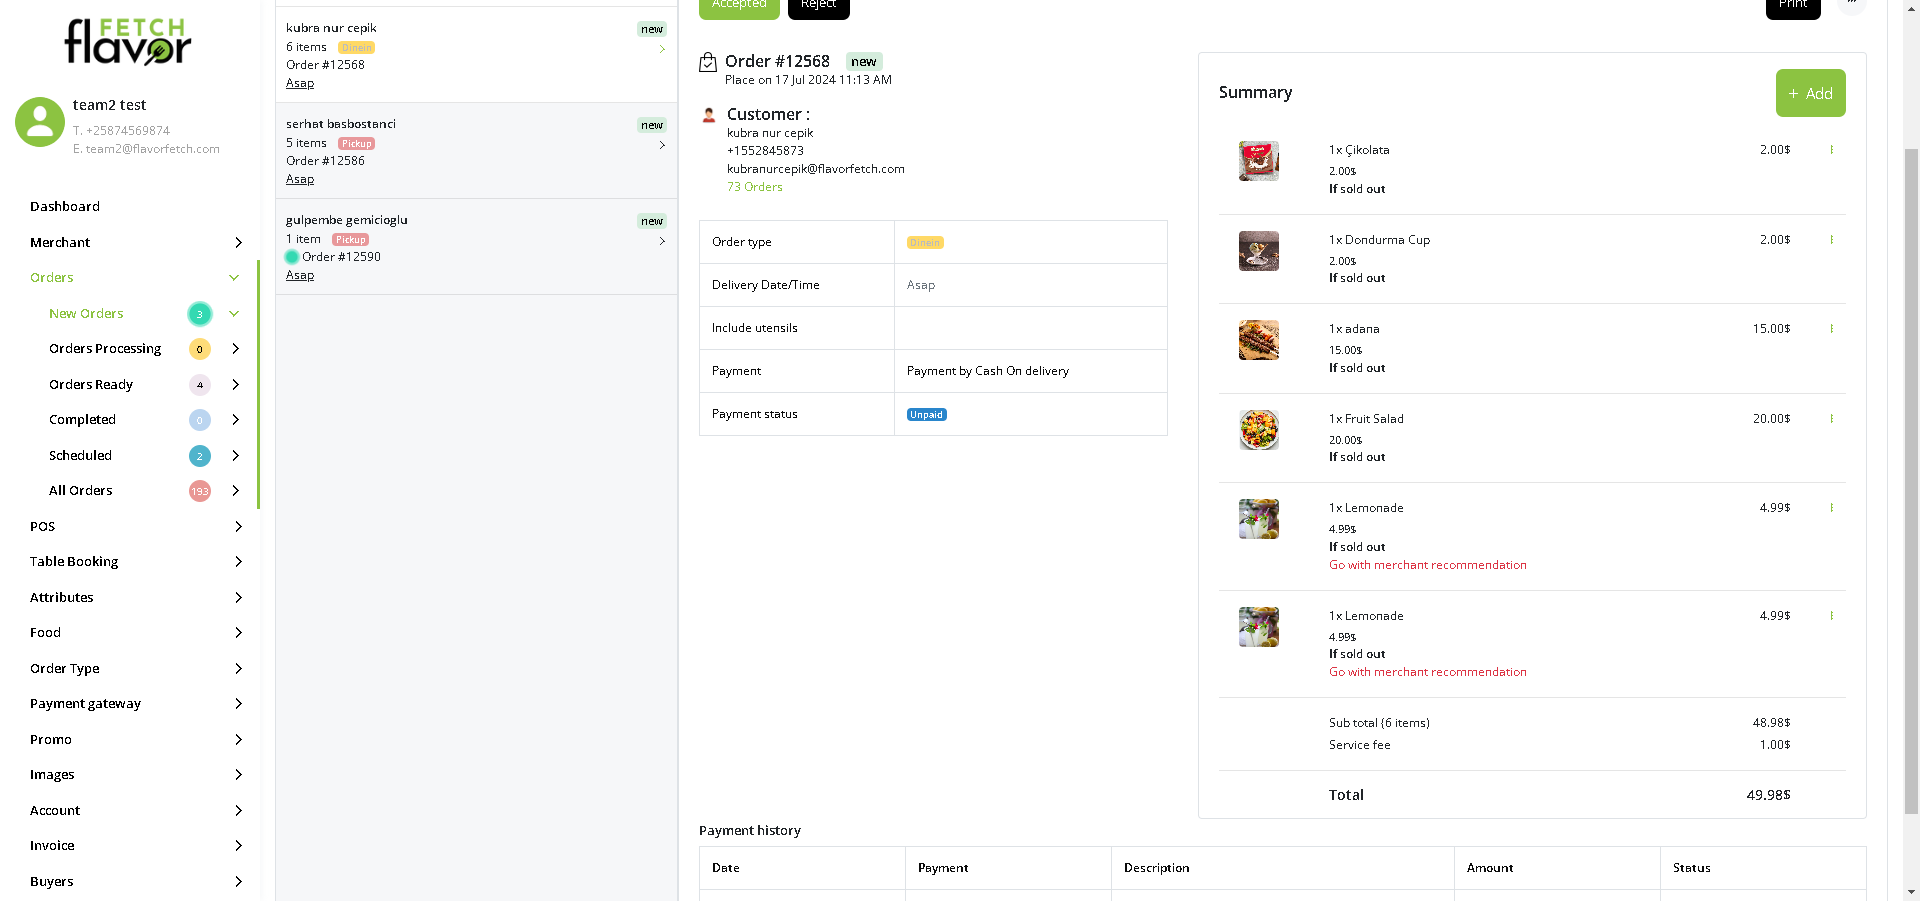 FETCH
flavor
team2 test
T. +25874569874
E. team2@flavorfetch.com
Dashboard
Merchant
Orders
New Orders 3
Orders Processing 0
Orders Ready 4
Completed 0
Scheduled 2
All Orders 193
POS
Table Booking
Attributes
Food
Order Type
Payment gateway
Promo
Images
Account
Invoice
Buyers
kubra nur cepik new
6 items Dinein
Order #12568
Asap
serhat basbostanci new
5 items Pickup
Order #12586
Asap
gulpembe gemicioglu new
1 item Pickup
Order #12590
Asap
Accepted Reject Print
Order #12568 new
Place on 17 Jul 2024 11:13 AM
Customer :
kubra nur cepik
+1552845873
kubranurcepik@flavorfetch.com
73 Orders
Order type Dinein
Delivery Date/Time Asap
Include utensils
Payment Payment by Cash On delivery
Payment status Unpaid
Summary + Add
1x Çikolata 2.00$
2.00$
If sold out
1x Dondurma Cup 2.00$
2.00$
If sold out
1x adana 15.00$
15.00$
If sold out
1x Fruit Salad 20.00$
20.00$
If sold out
1x Lemonade 4.99$
4.99$
If sold out
Go with merchant recommendation
1x Lemonade 4.99$
4.99$
If sold out
Go with merchant recommendation
Sub total (6 items) 48.98$
Service fee 1.00$
Total 49.98$
Payment history
Date Payment Description Amount Status